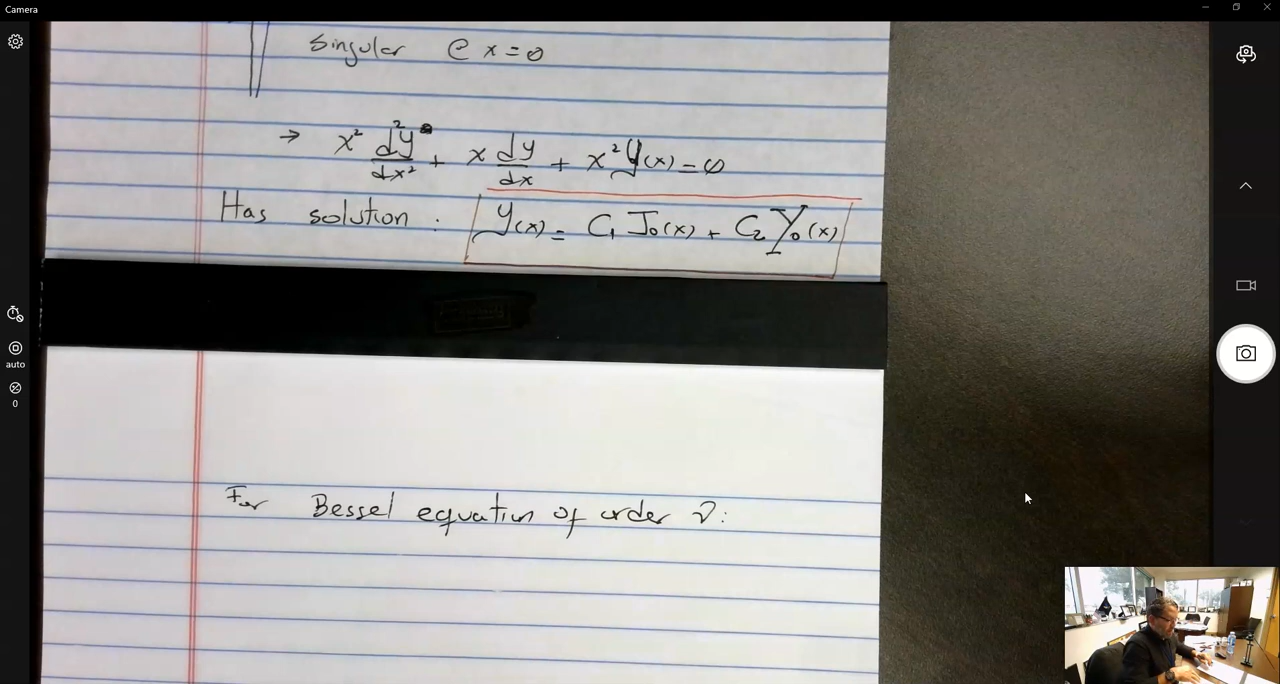 Camera
Singular @ x = 0
→ x² d²y/dx² + x dy/dx + x² y(x) = 0
Has solution : y(x) = C₁ J₀(x) + C₂ Y₀(x)
For Bessel equation of order ν:
auto
0